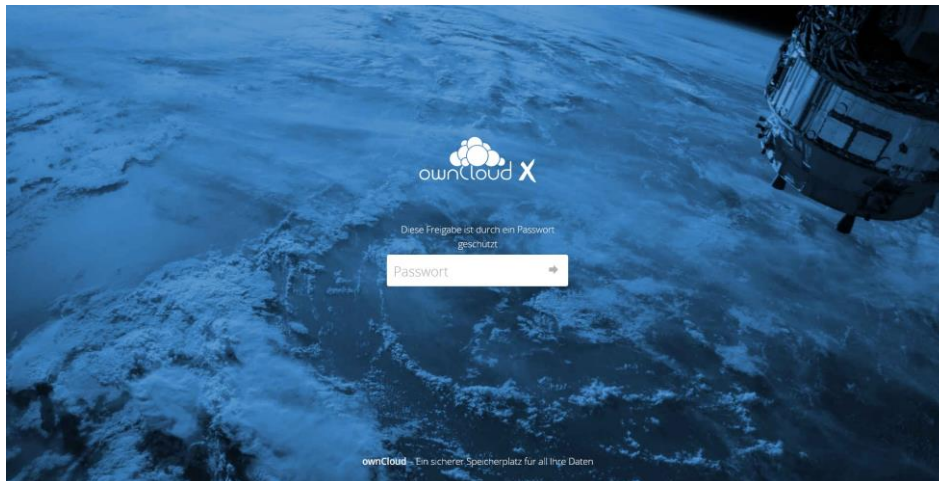 ownCloud X
Diese Freigabe ist durch ein Passwort
geschützt
Passwort
ownCloud – Ein sicherer Speicherplatz für all Ihre Daten